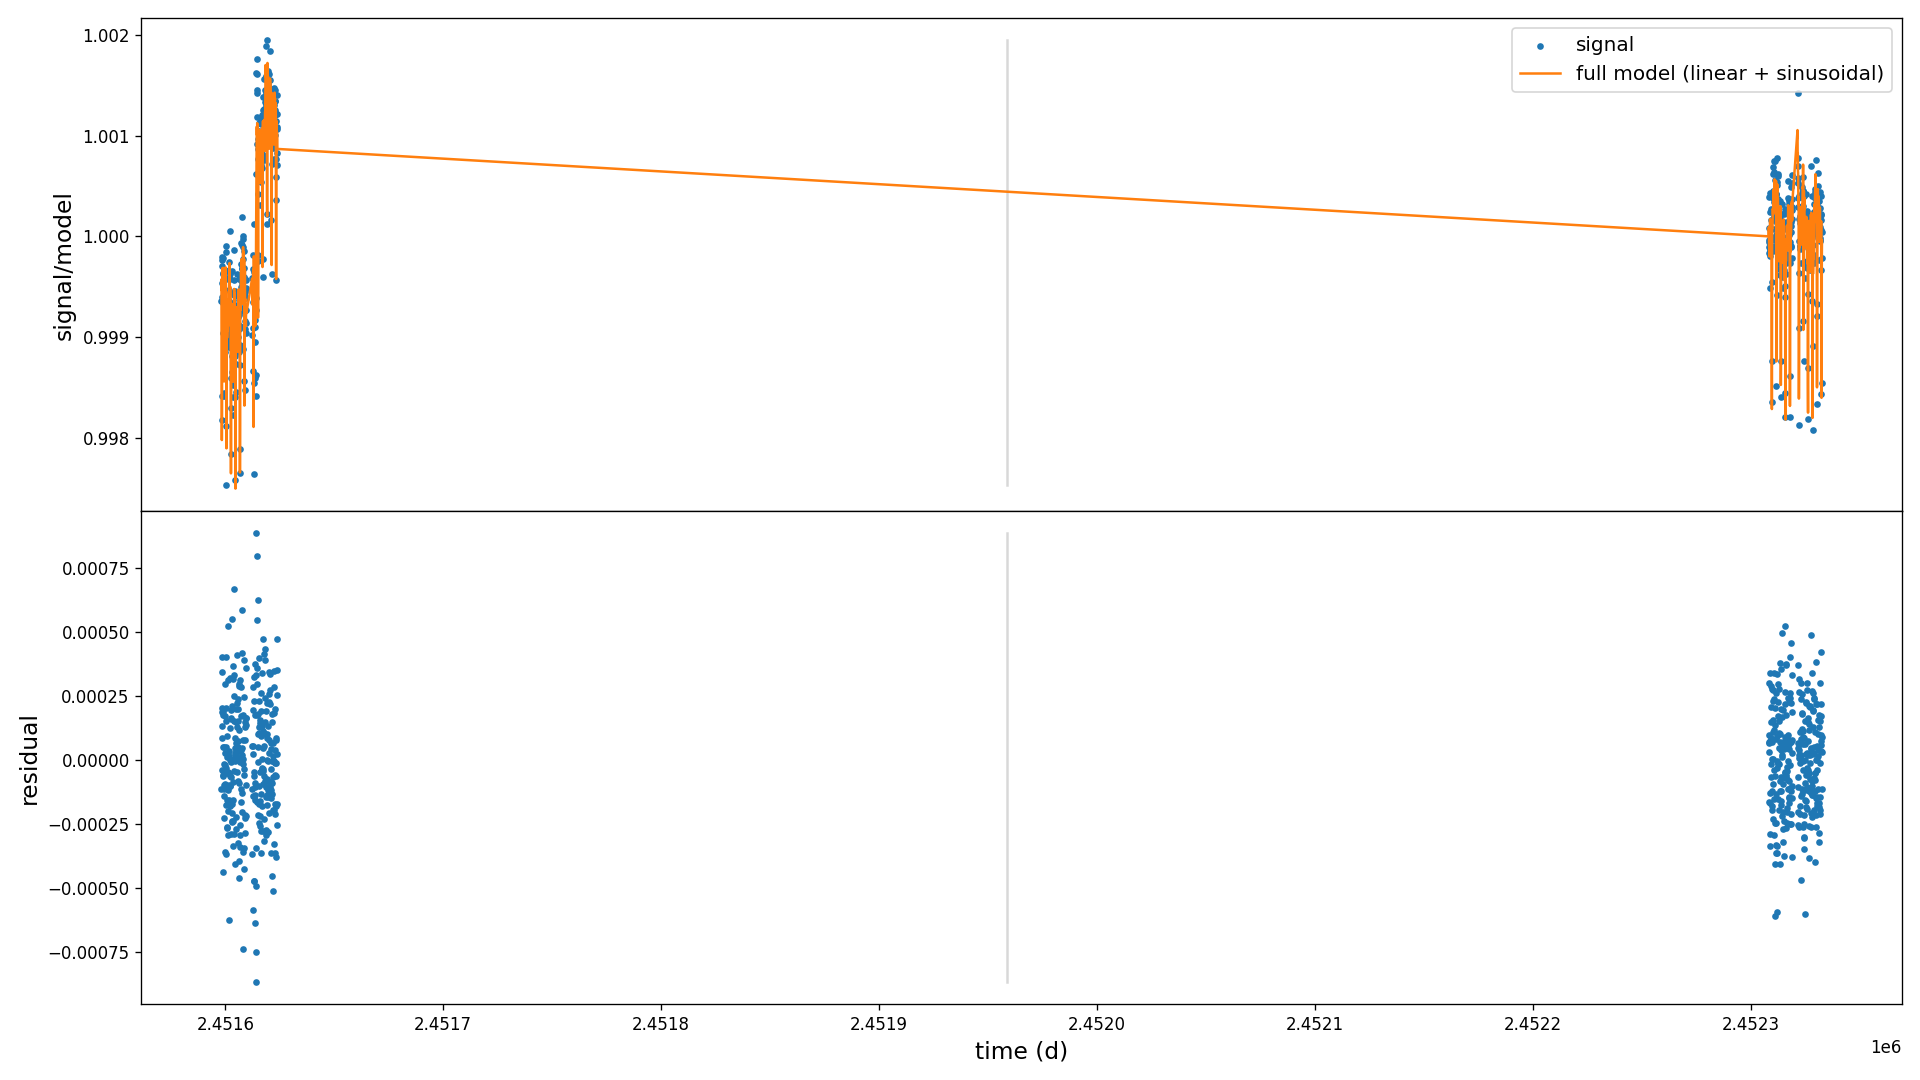 signal/model
1.002
1.001
1.000
0.999
0.998
signal
full model (linear + sinusoidal)
residual
0.00075
0.00050
0.00025
0.00000
−0.00025
−0.00050
−0.00075
2.4516 2.4517 2.4518 2.4519 2.4520 2.4521 2.4522 2.4523
1e6
time (d)